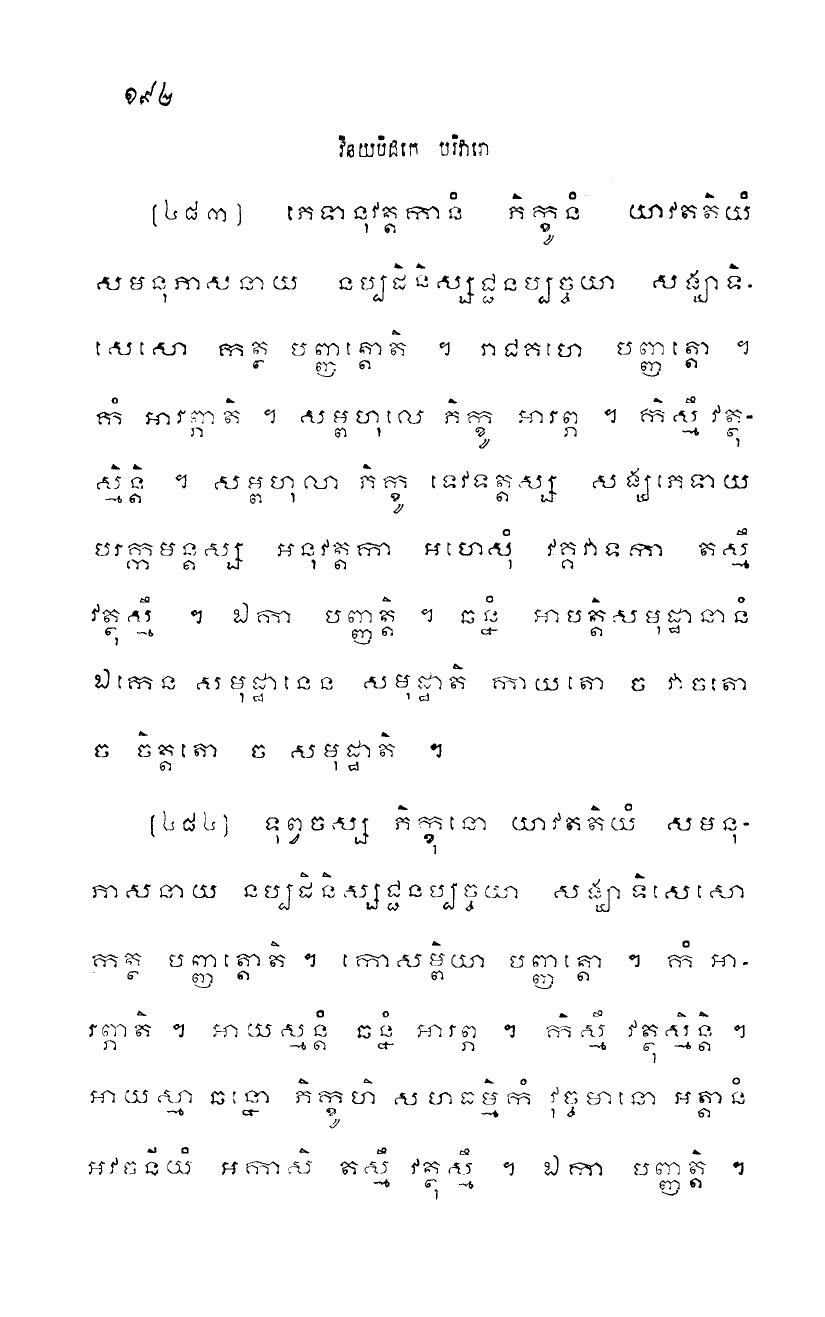 ១៩៤
វិនយបិដកេ បរិវារោ
[៤៨៣] ភេទានុវត្តកានំ ភិក្ខូនំ យាវតតិយំ
សមនុភាសនាយ នប្បដិនិស្សជ្ជនប្បច្ចយា សង្ឃាទិ-
សេសោ កត្ថ បញ្ញត្តោតិ ។ រាជគហេ បញ្ញត្តោ ។
កំ អារព្ភាតិ ។ សម្ពហុលេ ភិក្ខូ អារព្ភ ។ កិស្មឹ វត្ថុ-
ស្មិន្តិ ។ សម្ពហុលា ភិក្ខូ ទេវទត្តស្ស សង្ឃភេទាយ
បរក្កមន្តស្ស អនុវត្តកា អហេសុំ វគ្គវាទកា តស្មឹ
វត្ថុស្មឹ ។ ឯកា បញ្ញត្តិ ។ ឆន្នំ អាបត្តិសមុដ្ឋានានំ
ឯកេន សមុដ្ឋានេន សមុដ្ឋាតិ កាយតោ ច វាចតោ
ច ចិត្តតោ ច សមុដ្ឋាតិ ។
[៤៨៤] ទុព្វចស្ស ភិក្ខុនោ យាវតតិយំ សមនុ-
ភាសនាយ នប្បដិនិស្សជ្ជនប្បច្ចយា សង្ឃាទិសេសោ
កត្ថ បញ្ញត្តោតិ ។ កោសម្ពិយា បញ្ញត្តោ ។ កំ អា-
រព្ភាតិ ។ អាយស្មន្តំ ឆន្នំ អារព្ភ ។ កិស្មឹ វត្ថុស្មិន្តិ ។
អាយស្មា ឆន្នោ ភិក្ខូហិ សហធម្មិកំ វុច្ចមានោ អត្តានំ
អវចនីយំ អកាសិ តស្មឹ វត្ថុស្មឹ ។ ឯកា បញ្ញត្តិ ។